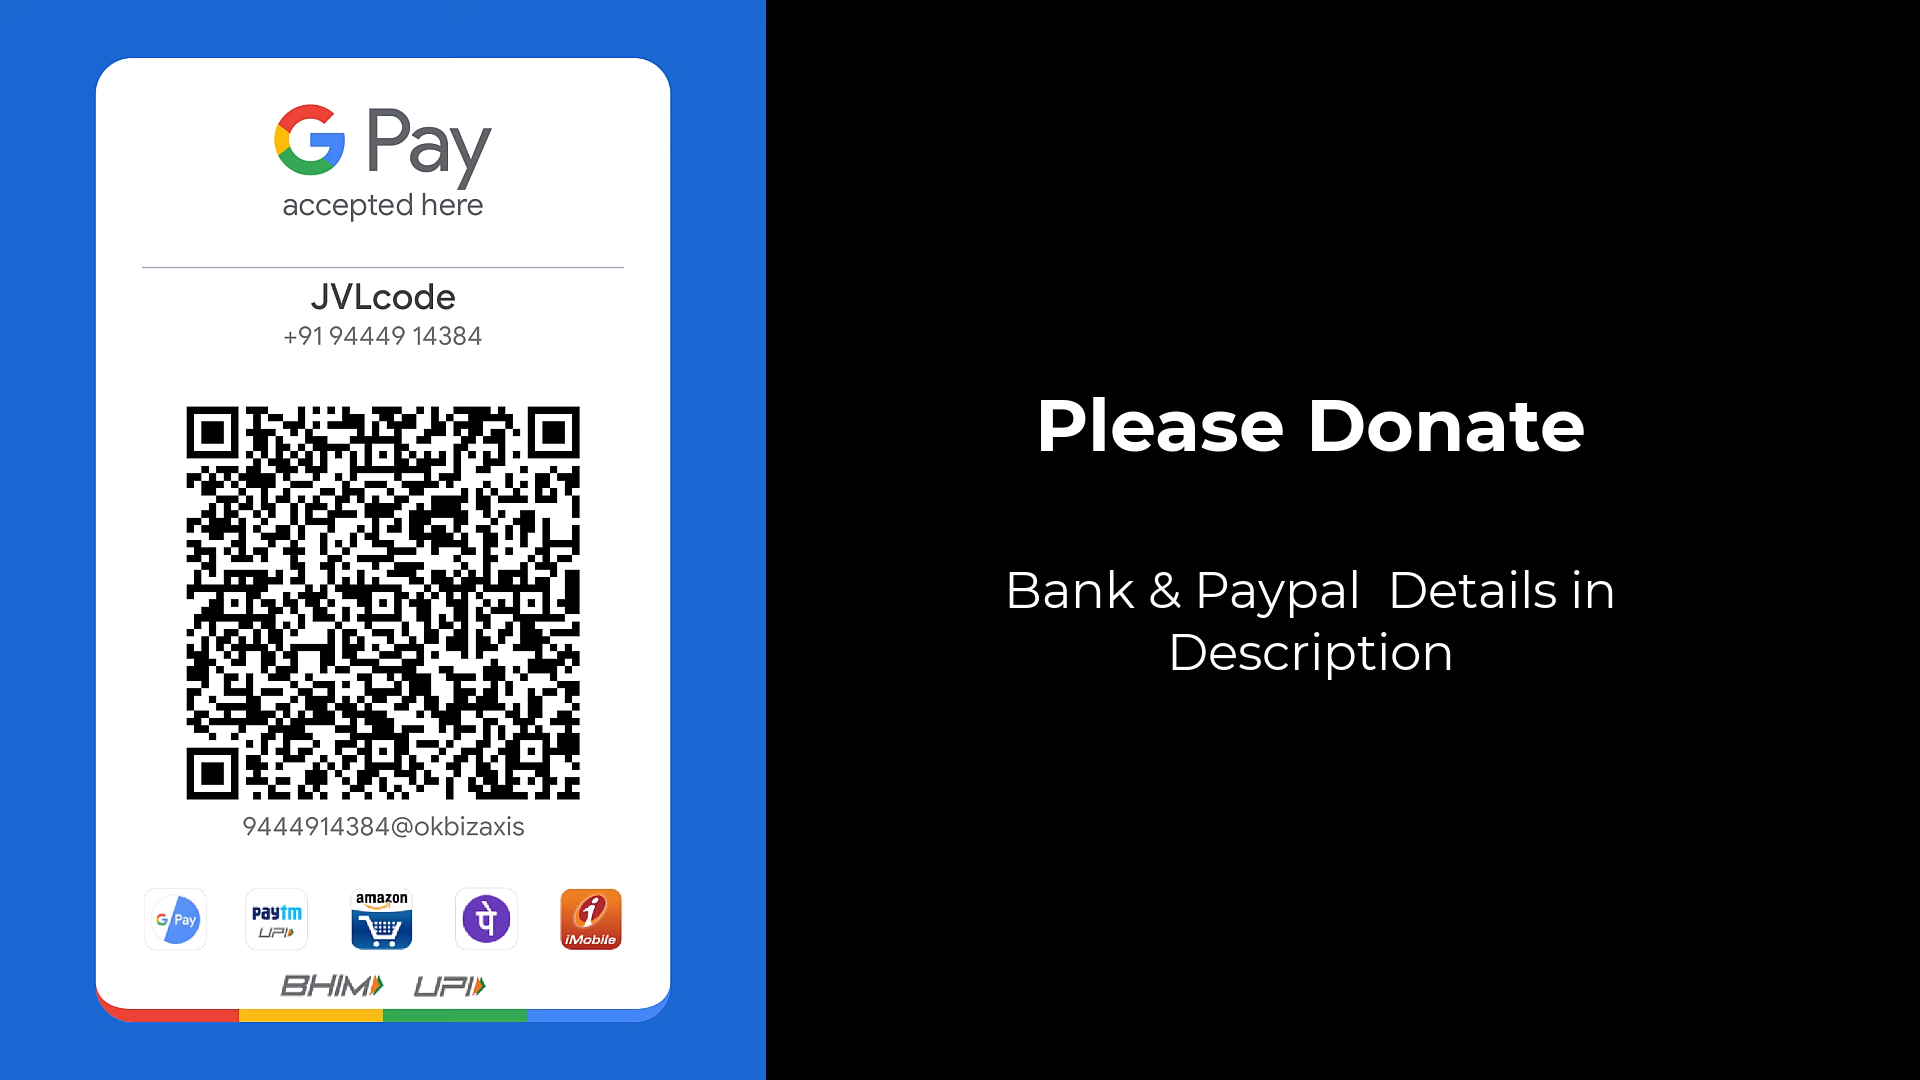 G Pay
accepted here
JVLcode
+91 94449 14384
9444914384@okbizaxis
G Pay
paytm
UPI
amazon
पे
i
iMobile
BHIM UPI
Please Donate
Bank & Paypal  Details in
Description